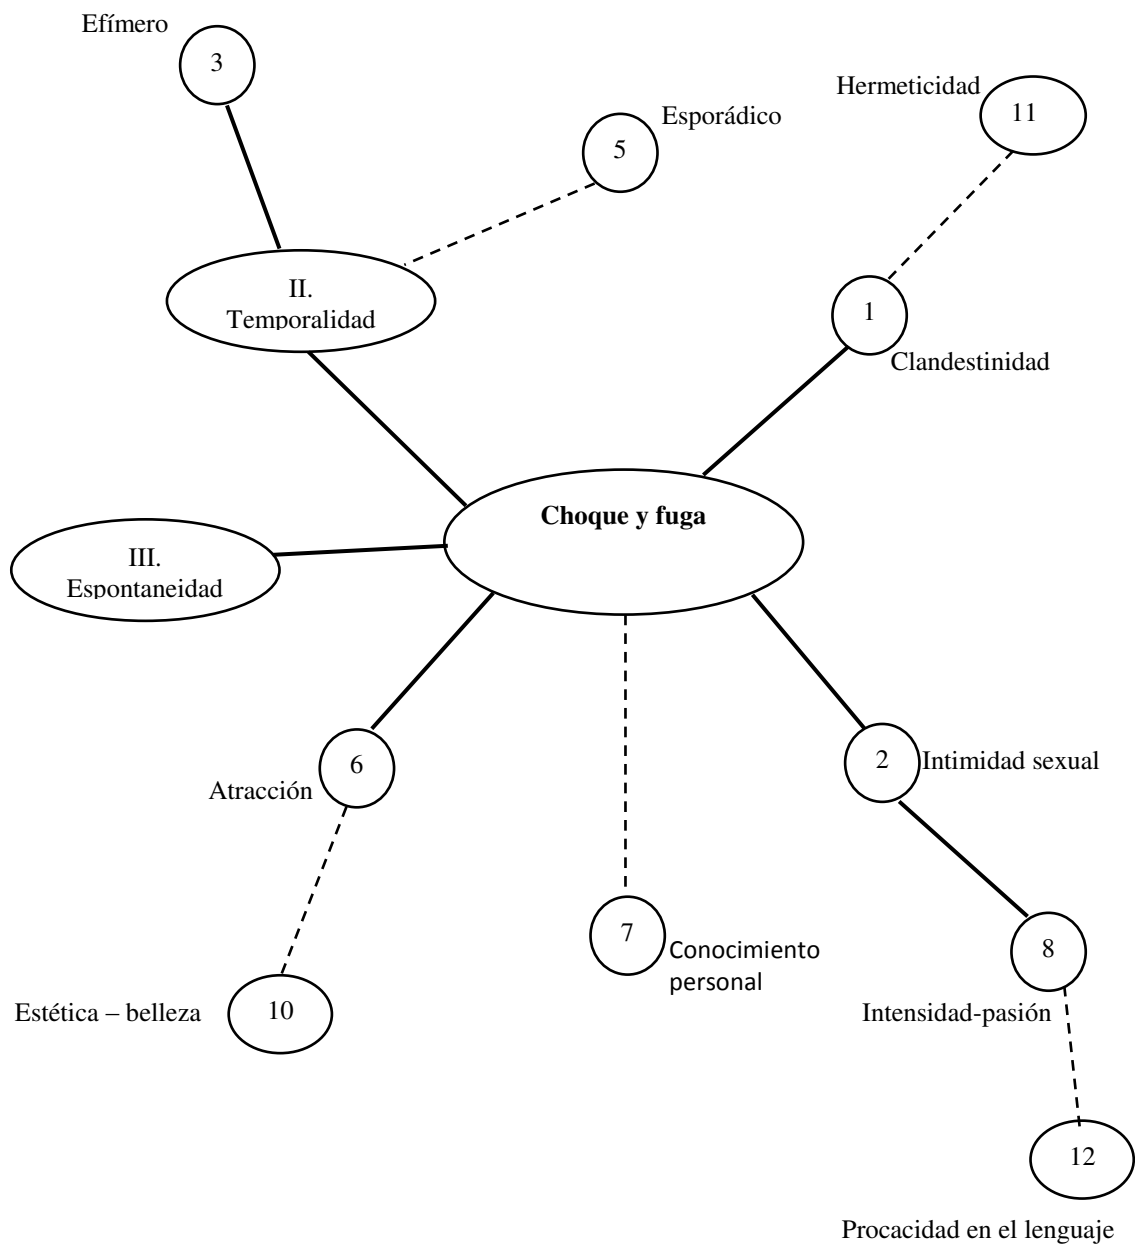 Efímero
3
Hermeticidad
11
Esporádico
5
II.
Temporalidad
1
Clandestinidad
Choque y fuga
III.
Espontaneidad
6
Atracción
2
Intimidad sexual
7
Conocimiento
personal
8
Intensidad-pasión
Estética – belleza
10
12
Procacidad en el lenguaje